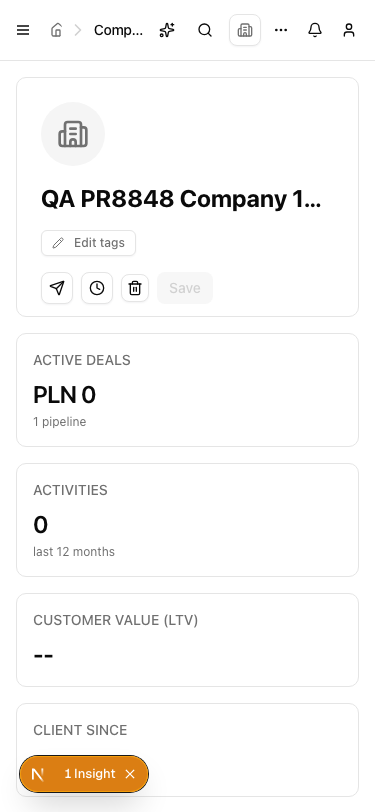 Comp...
QA PR8848 Company 1...
Edit tags
Save
ACTIVE DEALS
PLN 0
1 pipeline
ACTIVITIES
0
last 12 months
CUSTOMER VALUE (LTV)
--
CLIENT SINCE
N 1 Insight